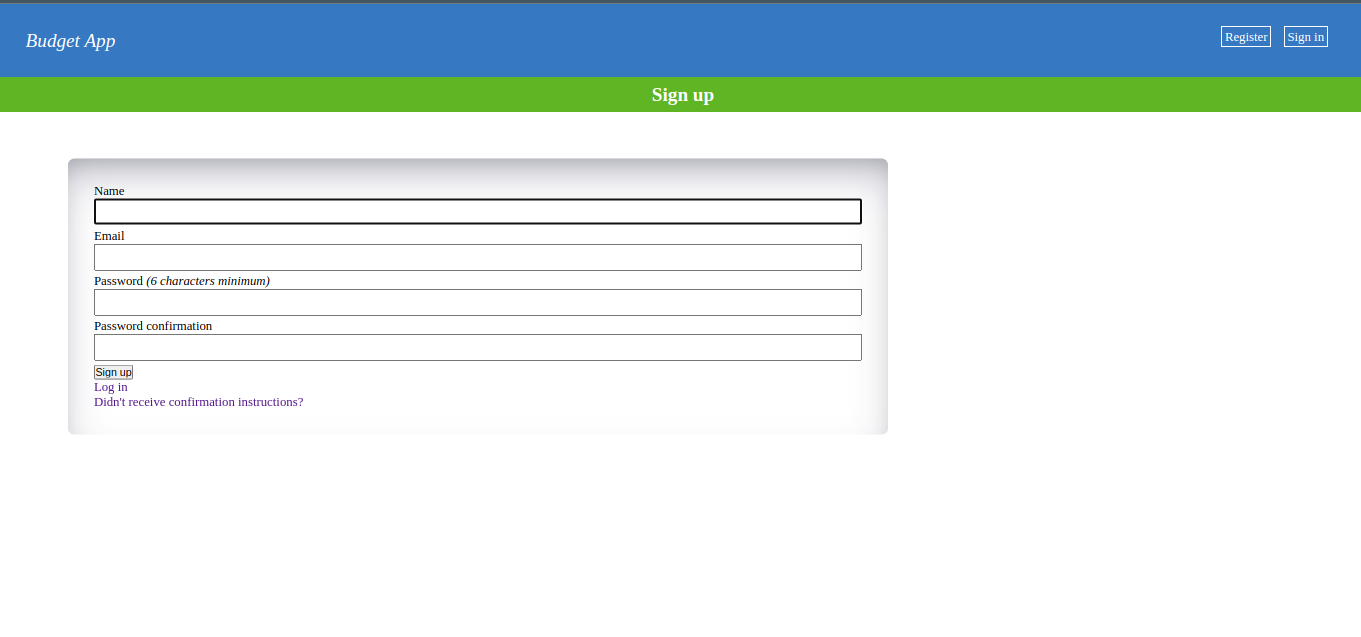 Budget App
Register Sign in
Sign up
Name
Email
Password (6 characters minimum)
Password confirmation
Sign up
Log in
Didn't receive confirmation instructions?